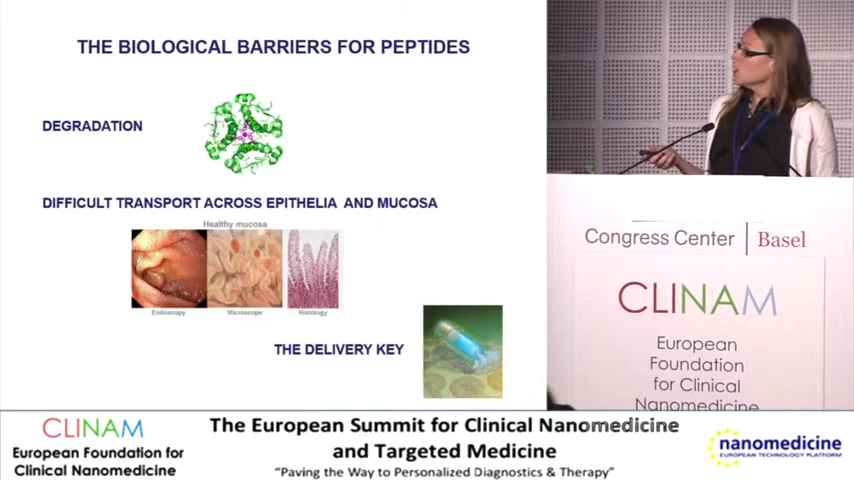 THE BIOLOGICAL BARRIERS FOR PEPTIDES
DEGRADATION
DIFFICULT TRANSPORT ACROSS EPITHELIA AND MUCOSA
Healthy mucosa
Endoscopy
Microscope
Histology
THE DELIVERY KEY
Congress Center | Basel
CLINAM
European
Foundation
for Clinical
Nanomedicine
CLINAM
European Foundation for
Clinical Nanomedicine
The European Summit for Clinical Nanomedicine
and Targeted Medicine
"Paving the Way to Personalized Diagnostics & Therapy"
nanomedicine
EUROPEAN TECHNOLOGY PLATFORM